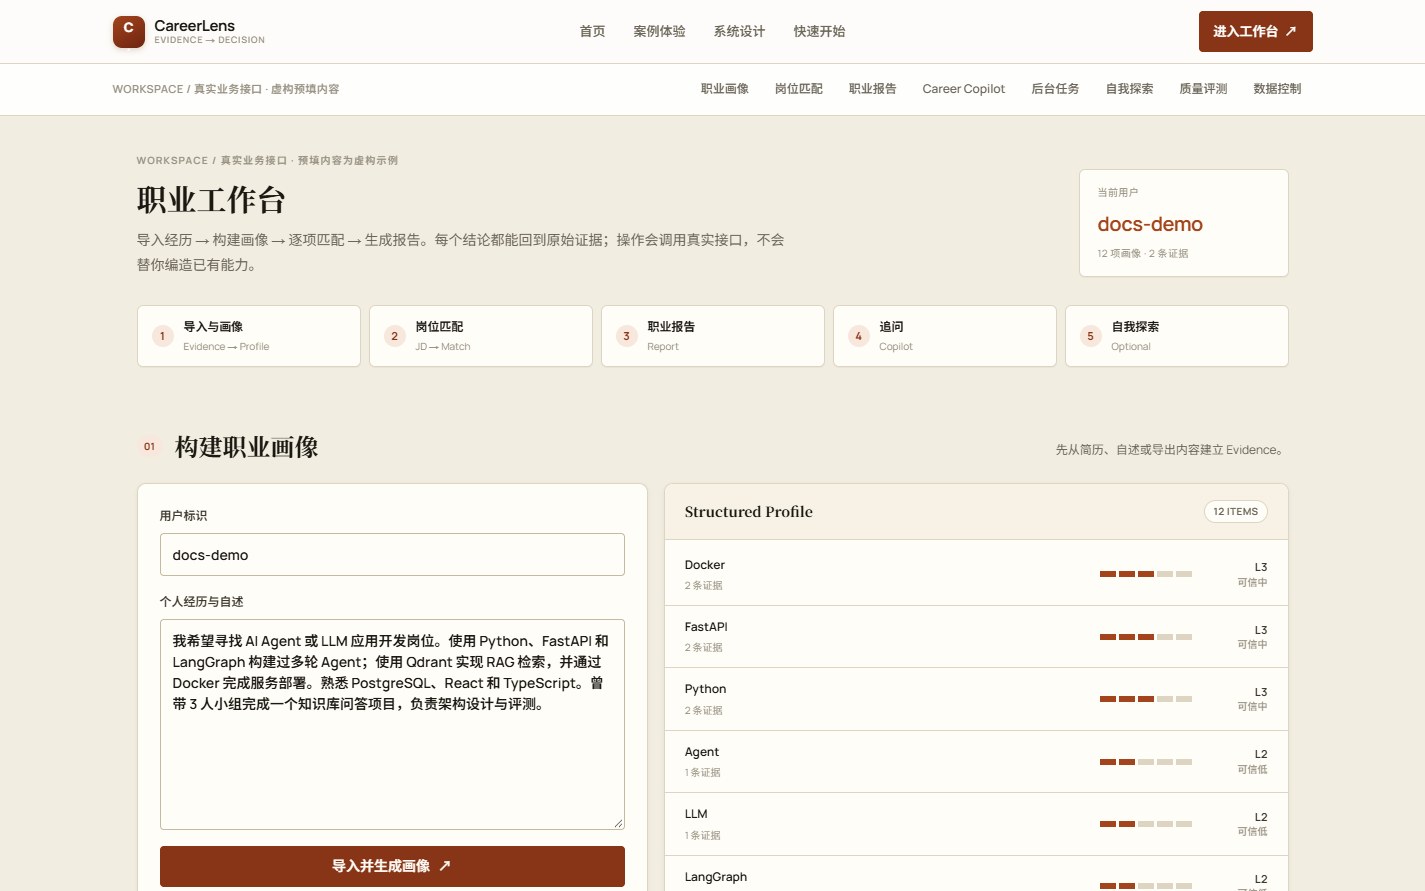 C
CareerLens
EVIDENCE → DECISION
首页
案例体验
系统设计
快速开始
进入工作台 ↗
WORKSPACE / 真实业务接口 · 虚构预填内容
职业画像
岗位匹配
职业报告
Career Copilot
后台任务
自我探索
质量评测
数据控制
WORKSPACE / 真实业务接口 · 预填内容为虚构示例
职业工作台
导入经历 → 构建画像 → 逐项匹配 → 生成报告。每个结论都能回到原始证据；操作会调用真实接口，不会
替你编造已有能力。
当前用户
docs-demo
12 项画像 · 2 条证据
1
导入与画像
Evidence → Profile
2
岗位匹配
JD → Match
3
职业报告
Report
4
追问
Copilot
5
自我探索
Optional
01
构建职业画像
先从简历、自述或导出内容建立 Evidence。
用户标识
docs-demo
个人经历与自述
我希望寻找 AI Agent 或 LLM 应用开发岗位。使用 Python、FastAPI 和
LangGraph 构建过多轮 Agent；使用 Qdrant 实现 RAG 检索，并通过
Docker 完成服务部署。熟悉 PostgreSQL、React 和 TypeScript。曾
带 3 人小组完成一个知识库问答项目，负责架构设计与评测。
导入并生成画像 ↗
Structured Profile
12 ITEMS
Docker
2 条证据
L3
可信中
FastAPI
2 条证据
L3
可信中
Python
2 条证据
L3
可信中
Agent
1 条证据
L2
可信低
LLM
1 条证据
L2
可信低
LangGraph
L2